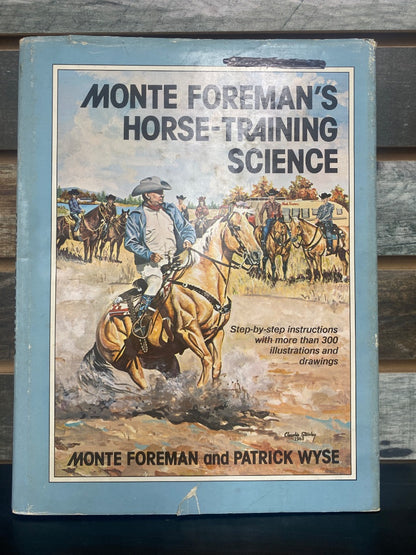 MONTE FOREMAN'S
HORSE-TRAINING
SCIENCE
Step-by-step instructions
with more than 300
illustrations and
drawings
MONTE FOREMAN and PATRICK WYSE